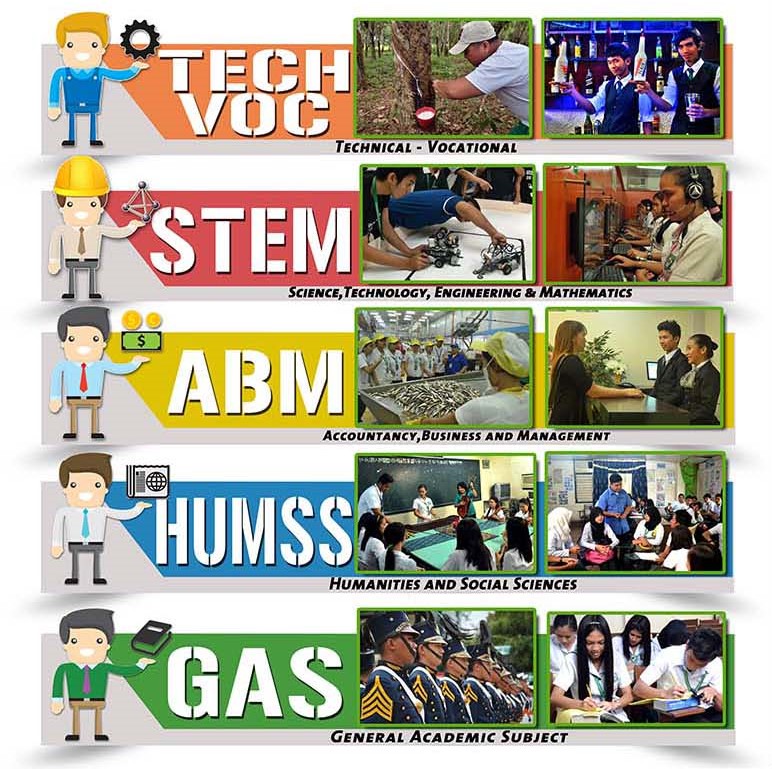 TECH
VOC
TECHNICAL - VOCATIONAL
STEM
SCIENCE,TECHNOLOGY, ENGINEERING & MATHEMATICS
$
ABM
ACCOUNTANCY,BUSINESS AND MANAGEMENT
HUMSS
HUMANITIES AND SOCIAL SCIENCES
GAS
GENERAL ACADEMIC SUBJECT